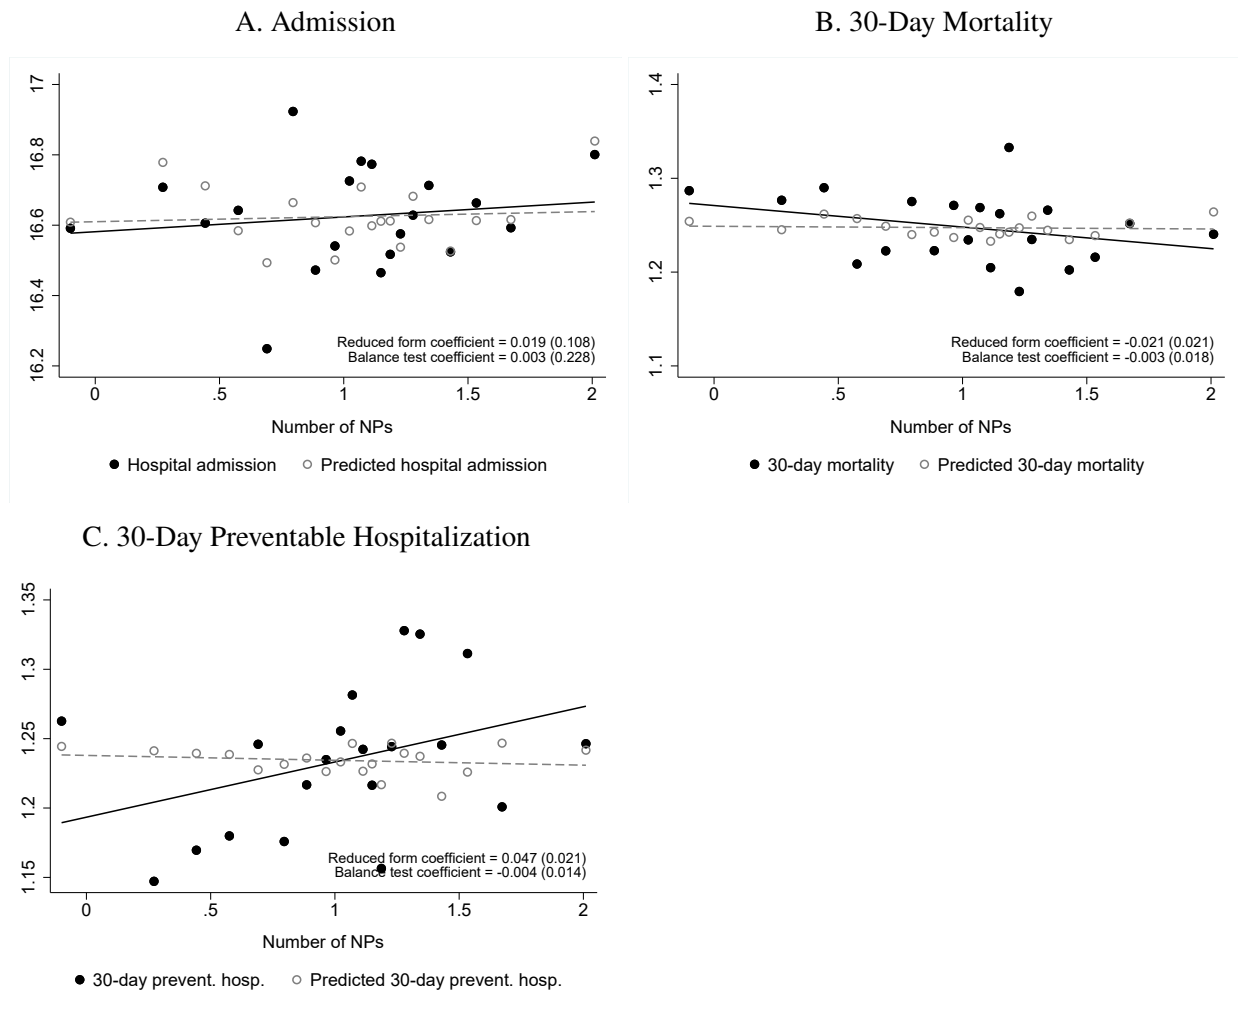 A. Admission
17
16.8
16.6
16.4
16.2
Reduced form coefficient = 0.019 (0.108)
Balance test coefficient = 0.003 (0.228)
0 .5 1 1.5 2
Number of NPs
Hospital admission Predicted hospital admission
B. 30-Day Mortality
1.4
1.3
1.2
1.1
Reduced form coefficient = -0.021 (0.021)
Balance test coefficient = -0.003 (0.018)
0 .5 1 1.5 2
Number of NPs
30-day mortality Predicted 30-day mortality
C. 30-Day Preventable Hospitalization
1.35
1.3
1.25
1.2
1.15
Reduced form coefficient = 0.047 (0.021)
Balance test coefficient = -0.004 (0.014)
0 .5 1 1.5 2
Number of NPs
30-day prevent. hosp. Predicted 30-day prevent. hosp.